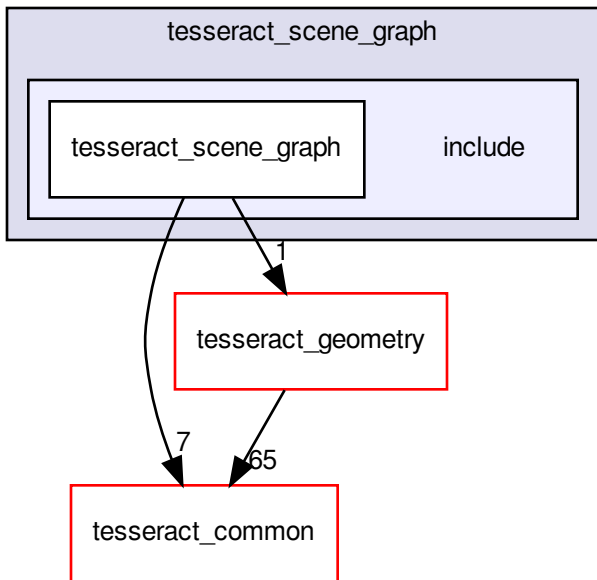 tesseract_scene_graph
tesseract_scene_graph
include
1
tesseract_geometry
7
65
tesseract_common